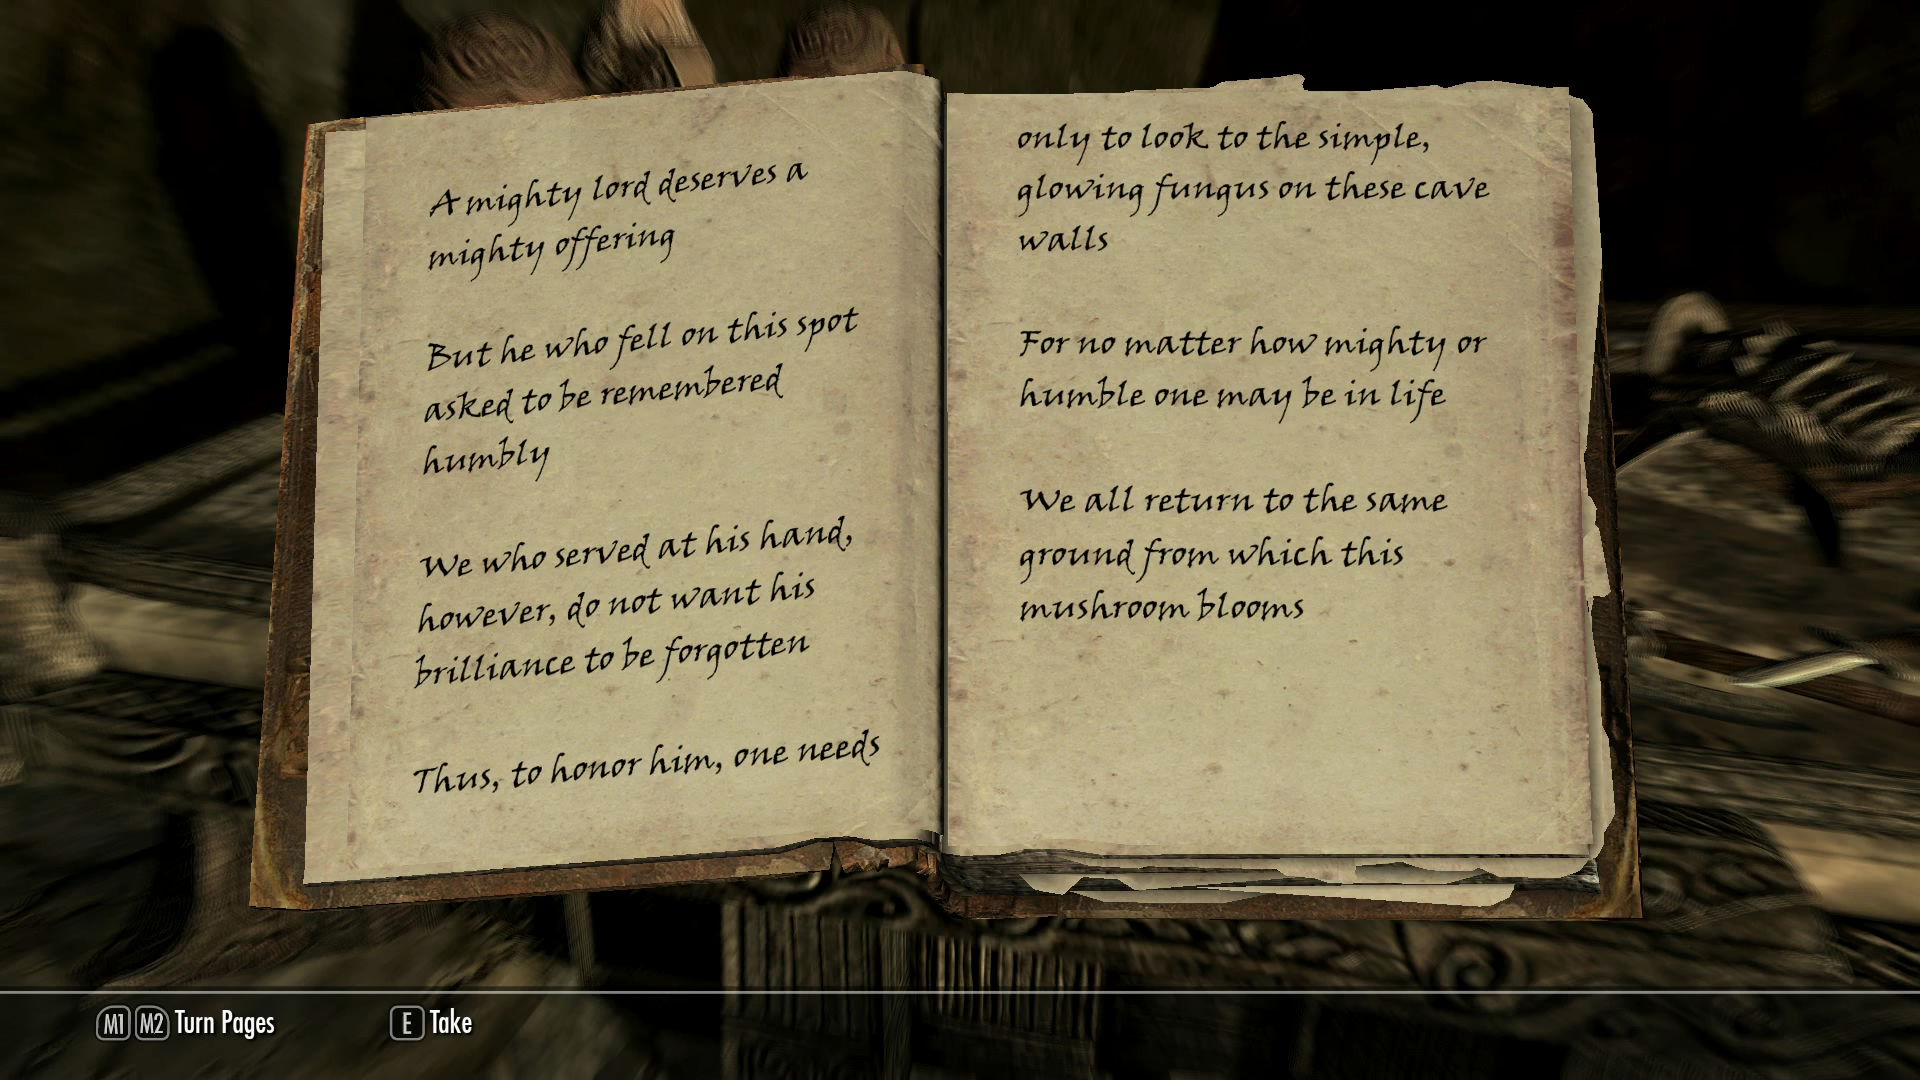 A mighty lord deserves a
mighty offering
But he who fell on this spot
asked to be remembered
humbly
We who served at his hand,
however, do not want his
brilliance to be forgotten
Thus, to honor him, one needs
only to look to the simple,
glowing fungus on these cave
walls
For no matter how mighty or
humble one may be in life
We all return to the same
ground from which this
mushroom blooms
M1 M2 Turn Pages
E Take